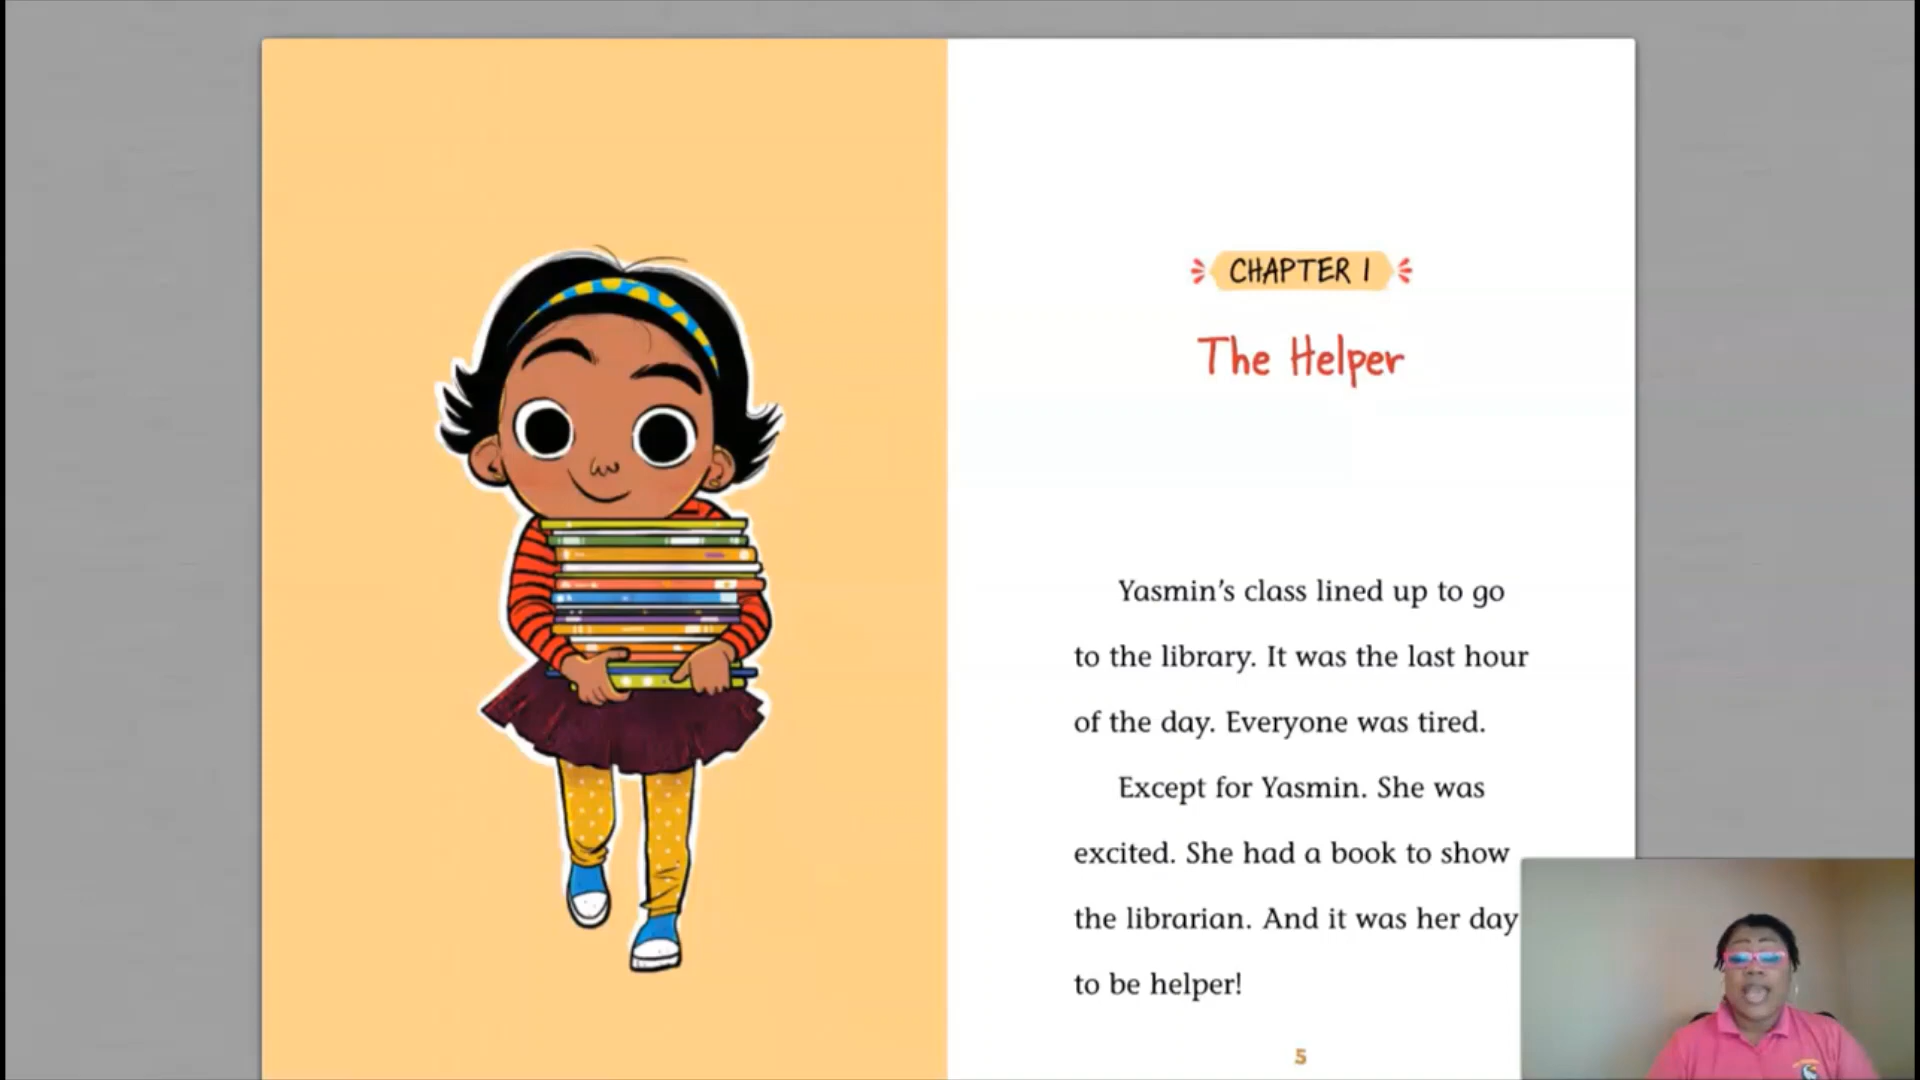 CHAPTER 1
The Helper
Yasmin's class lined up to go
to the library. It was the last hour
of the day. Everyone was tired.
Except for Yasmin. She was
excited. She had a book to show
the librarian. And it was her day
to be helper!
5